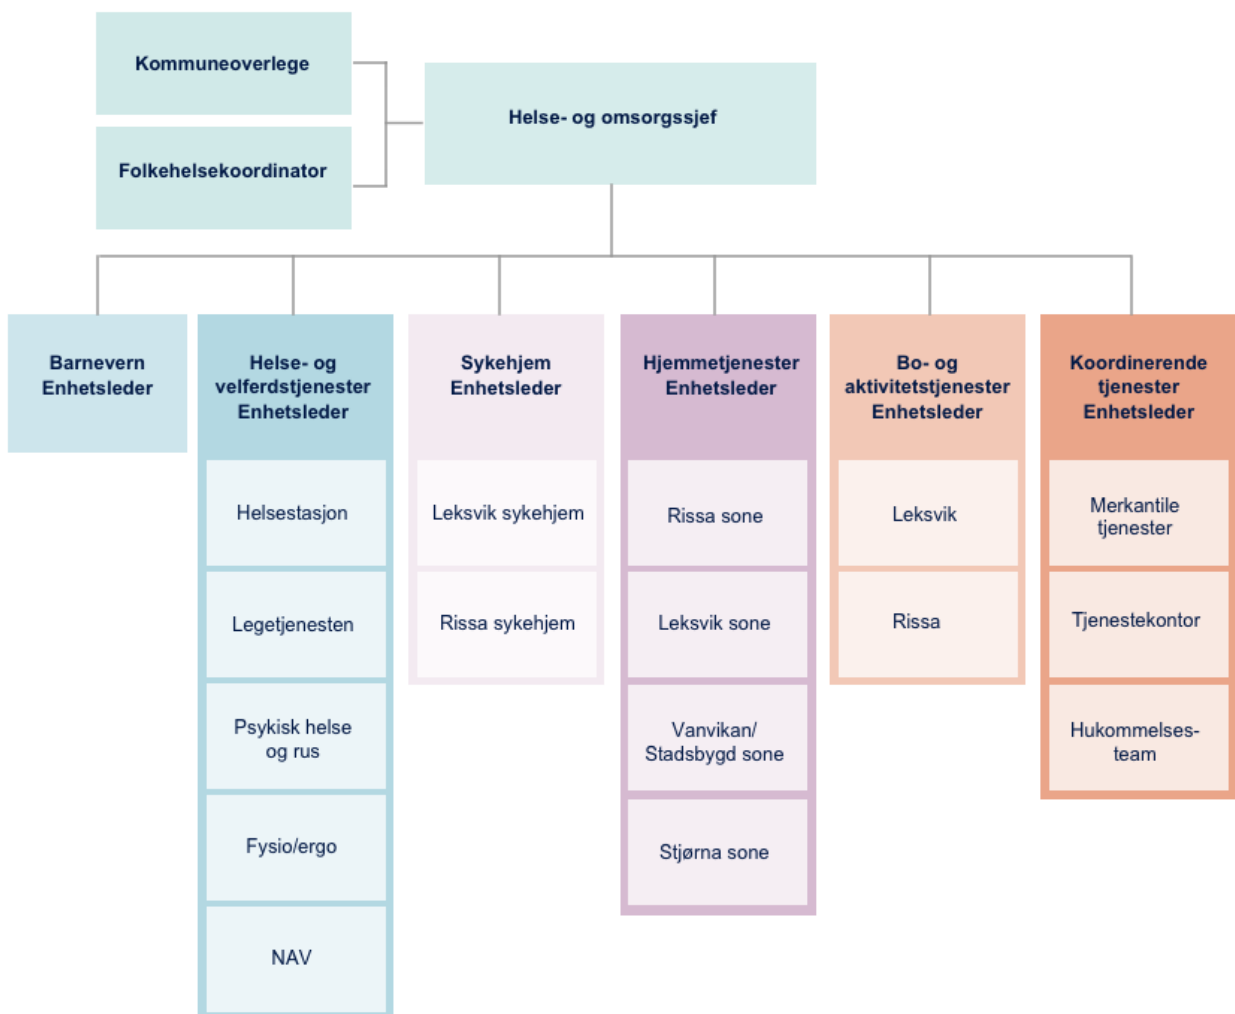 Kommuneoverlege
Folkehelsekoordinator
Helse- og omsorgssjef
Barnevern
Enhetsleder
Helse- og
velferdstjenester
Enhetsleder
Helsestasjon
Legetjenesten
Psykisk helse
og rus
Fysio/ergo
NAV
Sykehjem
Enhetsleder
Leksvik sykehjem
Rissa sykehjem
Hjemmetjenester
Enhetsleder
Rissa sone
Leksvik sone
Vanvikan/
Stadsbygd sone
Stjørna sone
Bo- og
aktivitetstjenester
Enhetsleder
Leksvik
Rissa
Koordinerende
tjenester
Enhetsleder
Merkantile
tjenester
Tjenestekontor
Hukommelses-
team